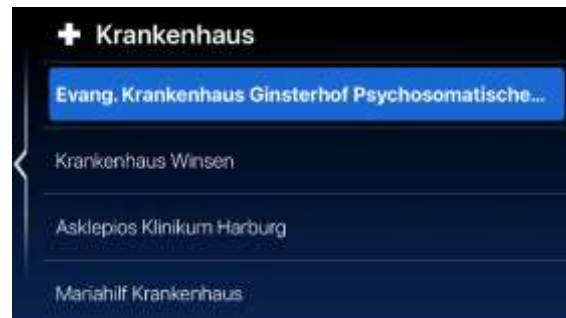 Krankenhaus
Evang. Krankenhaus Ginsterhof Psychosomatische...
Krankenhaus Winsen
Asklepios Klinikum Harburg
Mariahilf Krankenhaus